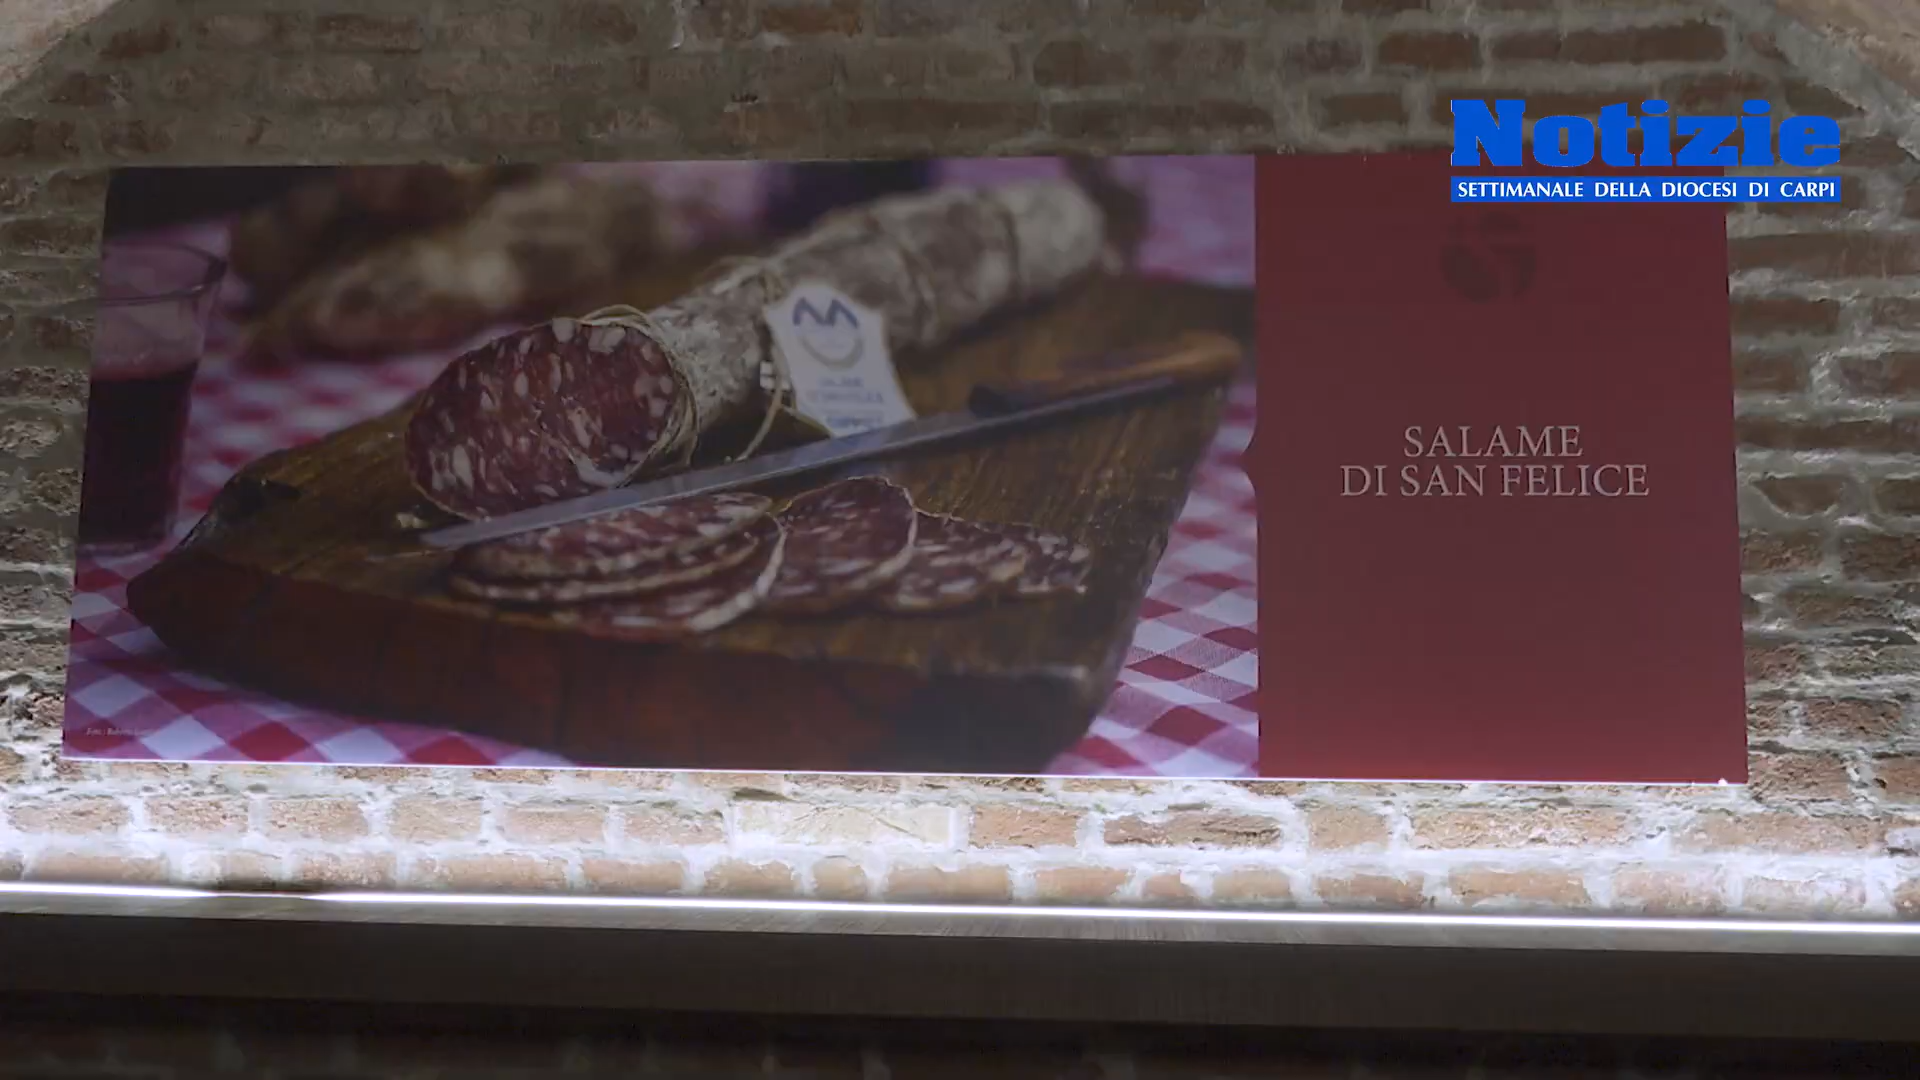 Notizie
SETTIMANALE DELLA DIOCESI DI CARPI
SALAME
DI SAN FELICE